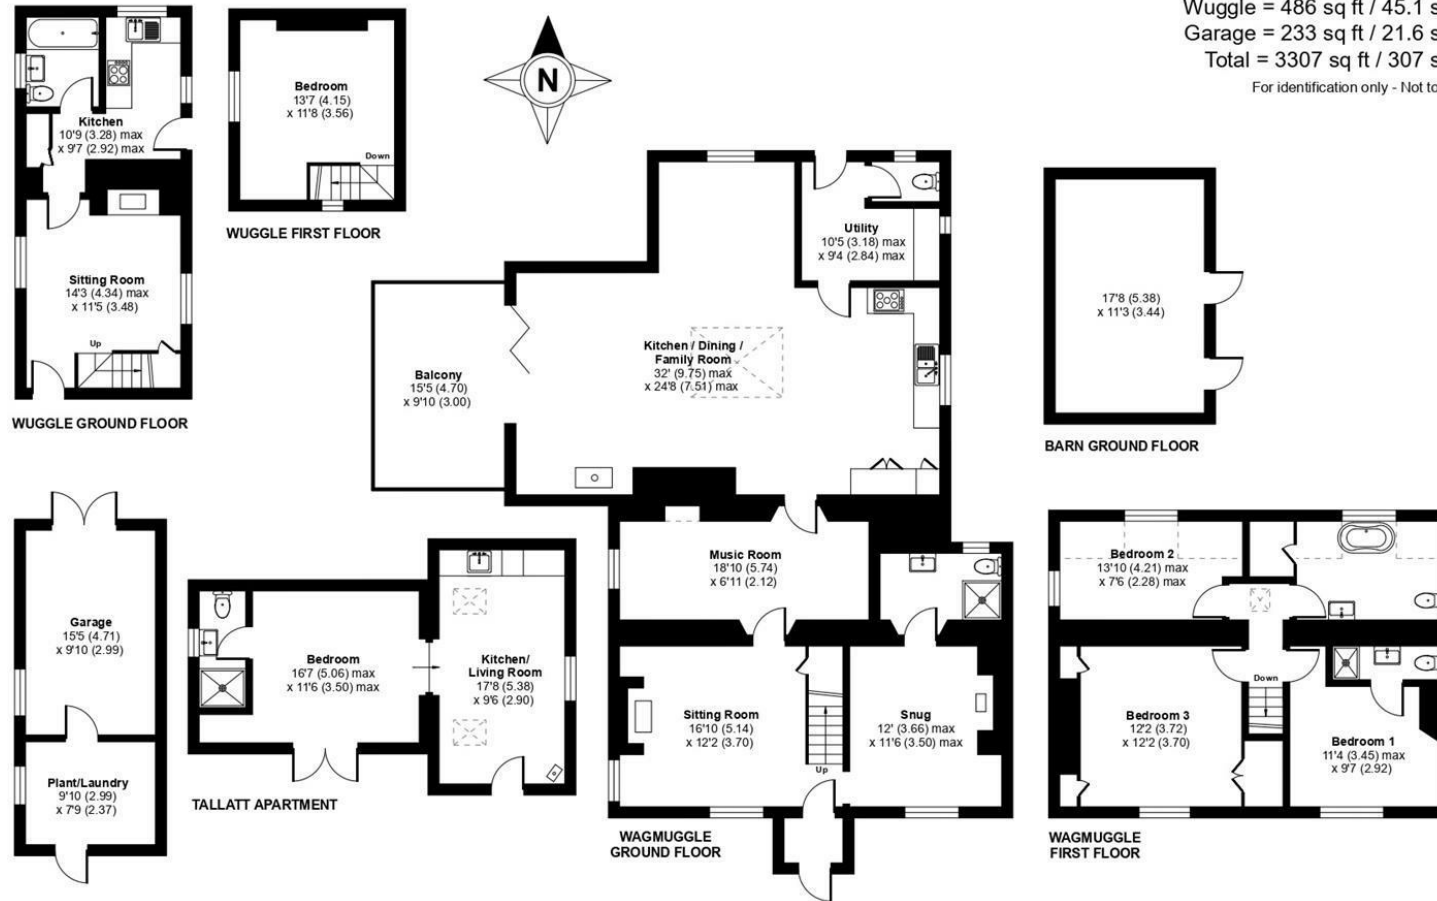 Wuggle = 486 sq ft / 45.1 s
Garage = 233 sq ft / 21.6 s
Total = 3307 sq ft / 307 s
For identification only - Not to
N
Kitchen
10'9 (3.28) max
x 9'7 (2.92) max
Sitting Room
14'3 (4.34) max
x 11'5 (3.48)
Up
WUGGLE GROUND FLOOR
Bedroom
13'7 (4.15)
x 11'8 (3.56)
Down
WUGGLE FIRST FLOOR
Utility
10'5 (3.18) max
x 9'4 (2.84) max
Kitchen / Dining /
Family Room
32' (9.75) max
x 24'8 (7.51) max
Balcony
15'5 (4.70)
x 9'10 (3.00)
17'8 (5.38)
x 11'3 (3.44)
BARN GROUND FLOOR
Garage
15'5 (4.71)
x 9'10 (2.99)
Plant/Laundry
9'10 (2.99)
x 7'9 (2.37)
Bedroom
16'7 (5.06) max
x 11'6 (3.50) max
Kitchen/
Living Room
17'8 (5.38)
x 9'6 (2.90)
TALLATT APARTMENT
Music Room
18'10 (5.74)
x 6'11 (2.12)
Sitting Room
16'10 (5.14)
x 12'2 (3.70)
Up
Snug
12' (3.66) max
x 11'6 (3.50) max
WAGMUGGLE
GROUND FLOOR
Bedroom 2
13'10 (4.21) max
x 7'6 (2.28) max
Down
Bedroom 3
12'2 (3.72)
x 12'2 (3.70)
Bedroom 1
11'4 (3.45) max
x 9'7 (2.92)
WAGMUGGLE
FIRST FLOOR